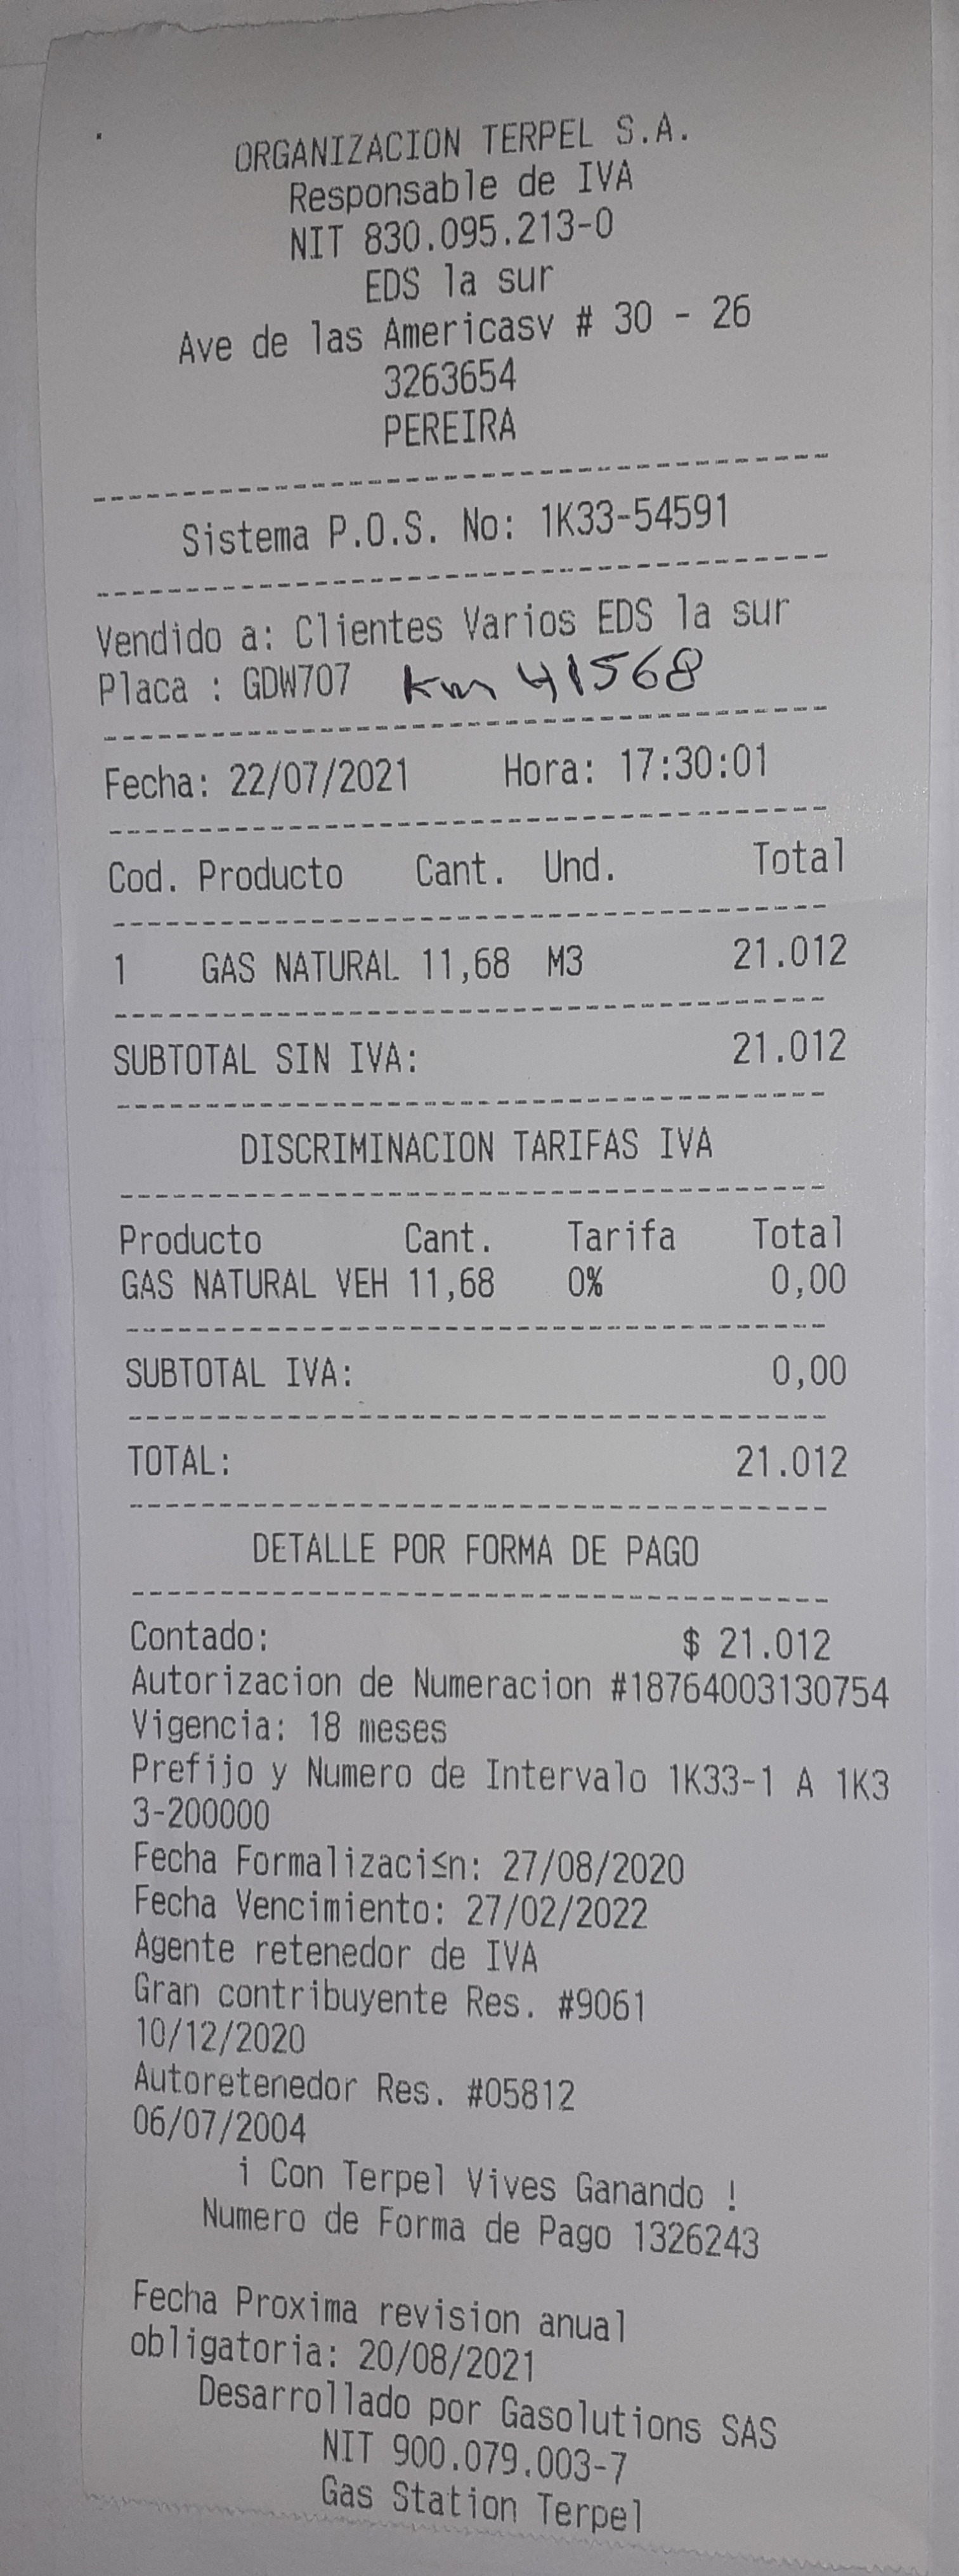 ORGANIZACION TERPEL S.A.
Responsable de IVA
NIT 830.095.213-0
EDS la sur
Ave de las Americasv # 30 - 26
3263654
PEREIRA
Sistema P.O.S. No: 1K33-54591
Vendido a: Clientes Varios EDS la sur
Placa : GDW707 Km 41568
Fecha: 22/07/2021 Hora: 17:30:01
Cod. Producto Cant. Und. Total
1 GAS NATURAL 11,68 M3 21.012
SUBTOTAL SIN IVA: 21.012
DISCRIMINACION TARIFAS IVA
Producto Cant. Tarifa Total
GAS NATURAL VEH 11,68 0% 0,00
SUBTOTAL IVA: 0,00
TOTAL: 21.012
DETALLE POR FORMA DE PAGO
Contado: $ 21.012
Autorizacion de Numeracion #18764003130754
Vigencia: 18 meses
Prefijo y Numero de Intervalo 1K33-1 A 1K3
3-200000
Fecha Formalizaci≤n: 27/08/2020
Fecha Vencimiento: 27/02/2022
Agente retenedor de IVA
Gran contribuyente Res. #9061
10/12/2020
Autoretenedor Res. #05812
06/07/2004
¡ Con Terpel Vives Ganando !
Numero de Forma de Pago 1326243
Fecha Proxima revision anual
obligatoria: 20/08/2021
Desarrollado por Gasolutions SAS
NIT 900.079.003-7
Gas Station Terpel